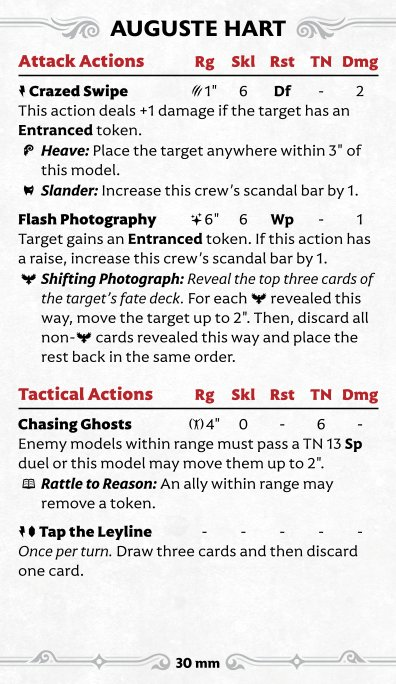 AUGUSTE HART
Attack Actions Rg Skl Rst TN Dmg
Crazed Swipe 1" 6 Df - 2
This action deals +1 damage if the target has an
Entranced token.
Heave: Place the target anywhere within 3" of
this model.
Slander: Increase this crew's scandal bar by 1.
Flash Photography 6" 6 Wp - 1
Target gains an Entranced token. If this action has
a raise, increase this crew's scandal bar by 1.
Shifting Photograph: Reveal the top three cards of
the target's fate deck. For each revealed this
way, move the target up to 2". Then, discard all
non- cards revealed this way and place the
rest back in the same order.
Tactical Actions Rg Skl Rst TN Dmg
Chasing Ghosts 4" 0 - 6 -
Enemy models within range must pass a TN 13 Sp
duel or this model may move them up to 2".
Rattle to Reason: An ally within range may
remove a token.
Tap the Leyline - - - - -
Once per turn. Draw three cards and then discard
one card.
30 mm